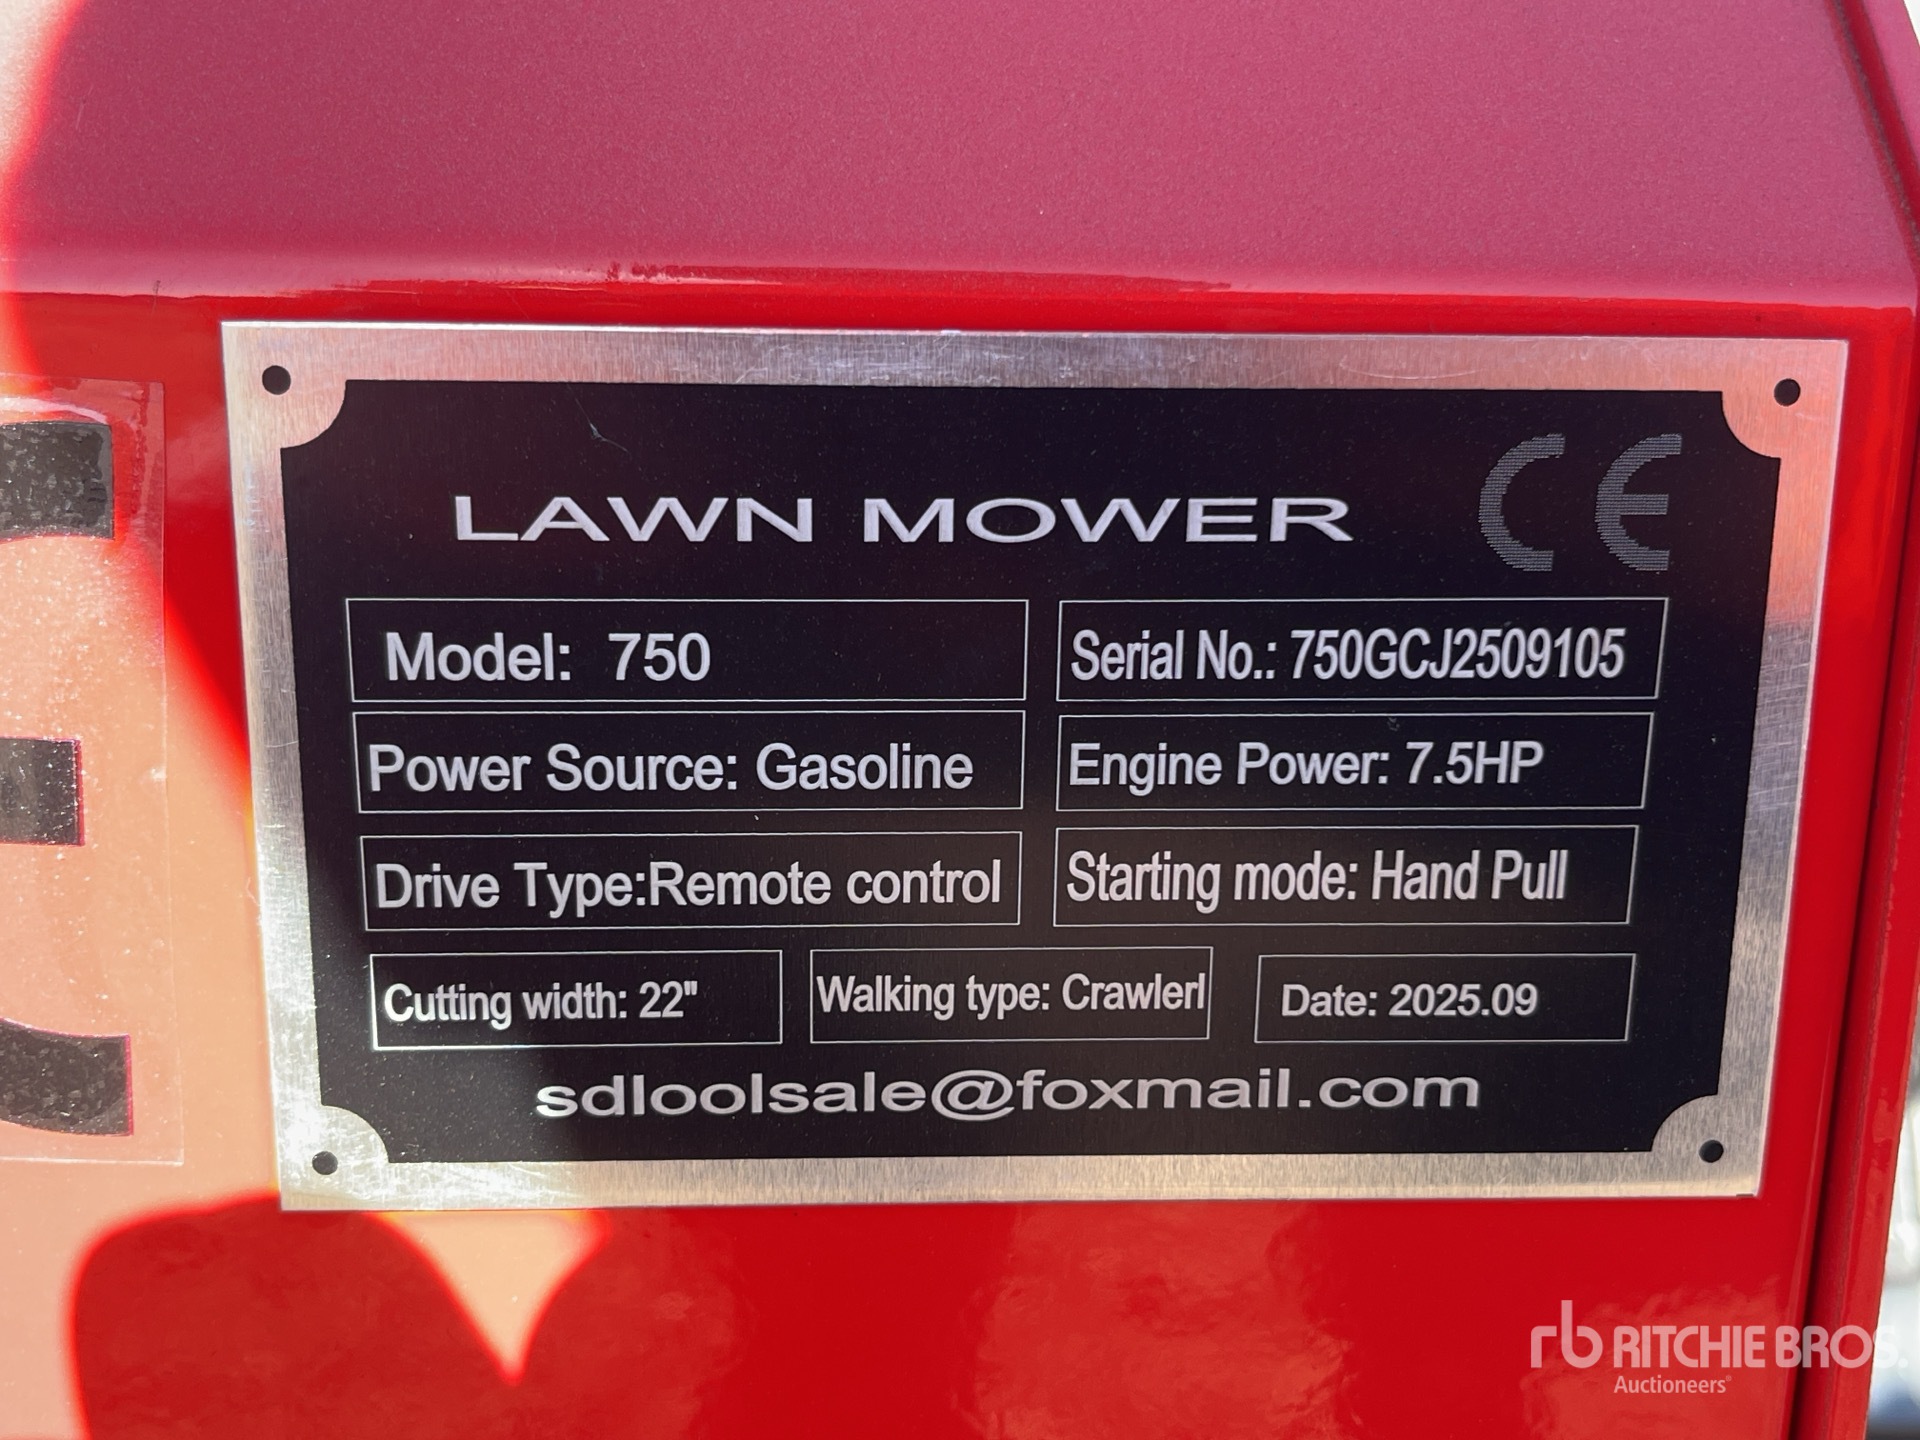 LAWN MOWER CE
Model: 750
Serial No.: 750GCJ2509105
Power Source: Gasoline
Engine Power: 7.5HP
Drive Type:Remote control
Starting mode: Hand Pull
Cutting width: 22"
Walking type: Crawlerl
Date: 2025.09
sdloolsale@foxmail.com
rb RITCHIE BROS.
Auctioneers